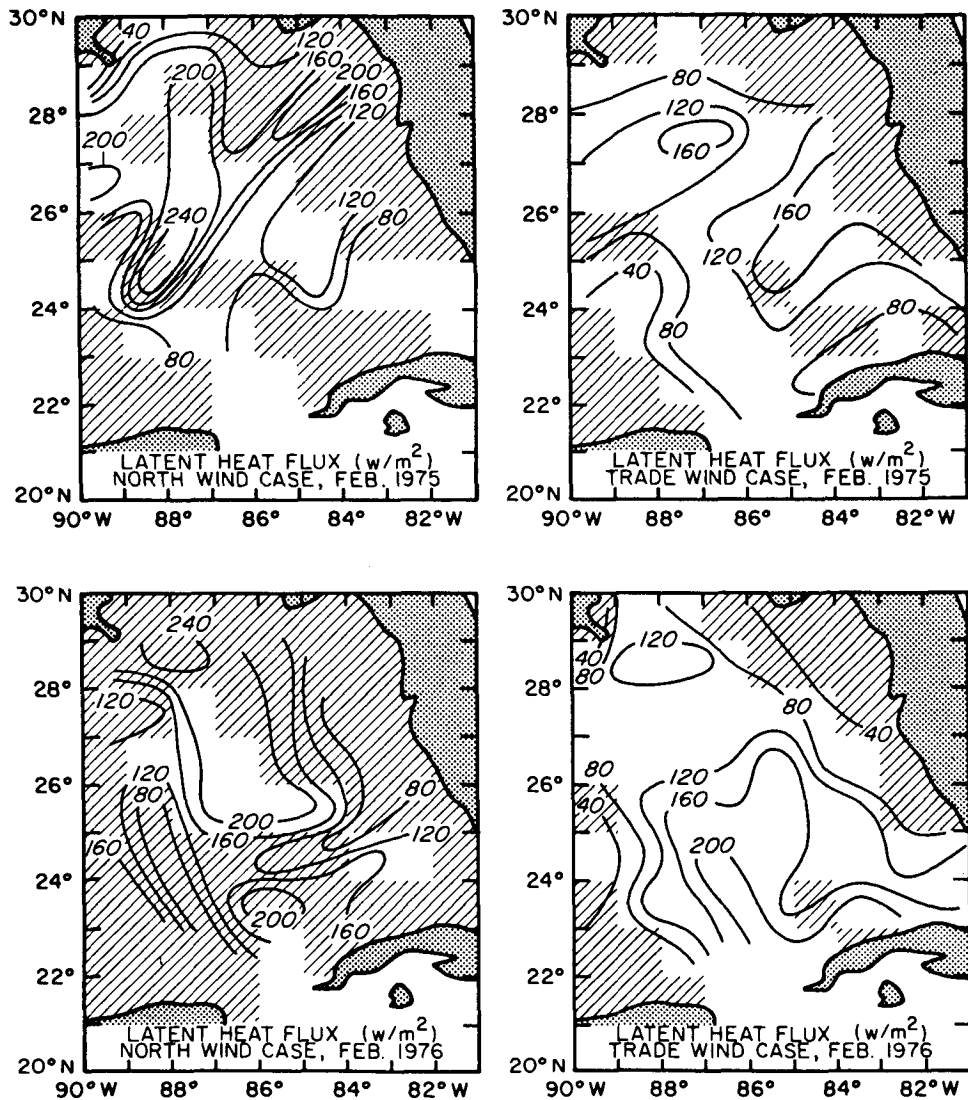 30°N
40
120
160
200
200
160
120
28°
200
26°
240
120
80
24°
80
22°
LATENT HEAT FLUX (w/m²)
NORTH WIND CASE, FEB. 1975
20°N
90°W 88° 86° 84° 82°W
30°N
80
28°
120
160
26°
160
40
120
24°
80
80
22°
LATENT HEAT FLUX (w/m²)
TRADE WIND CASE, FEB. 1975
20°N
90°W 88° 86° 84° 82°W
30°N
240
28°
120
26°
120
80
80
200
160
120
160
24°
200
160
22°
LATENT HEAT FLUX (w/m²)
NORTH WIND CASE, FEB. 1976
20°N
90°W 88° 86° 84° 82°W
30°N
120
40
80
28°
80
40
80
120
26°
40
160
200
24°
22°
LATENT HEAT FLUX (w/m²)
TRADE WIND CASE, FEB. 1976
20°N
90°W 88° 86° 84° 82°W